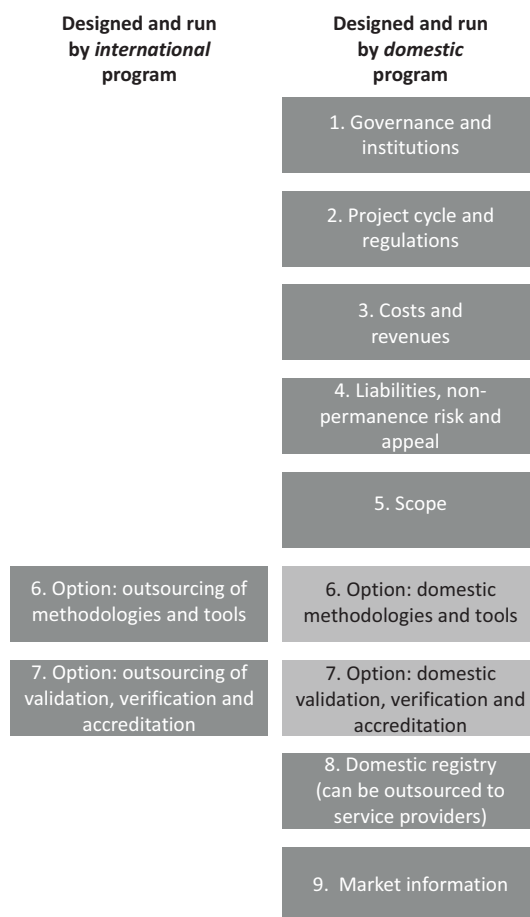 Designed and run
by international
program
Designed and run
by domestic
program
1. Governance and
institutions
2. Project cycle and
regulations
3. Costs and
revenues
4. Liabilities, non-
permanence risk and
appeal
5. Scope
6. Option: outsourcing of
methodologies and tools
6. Option: domestic
methodologies and tools
7. Option: outsourcing of
validation, verification and
accreditation
7. Option: domestic
validation, verification and
accreditation
8. Domestic registry
(can be outsourced to
service providers)
9. Market information